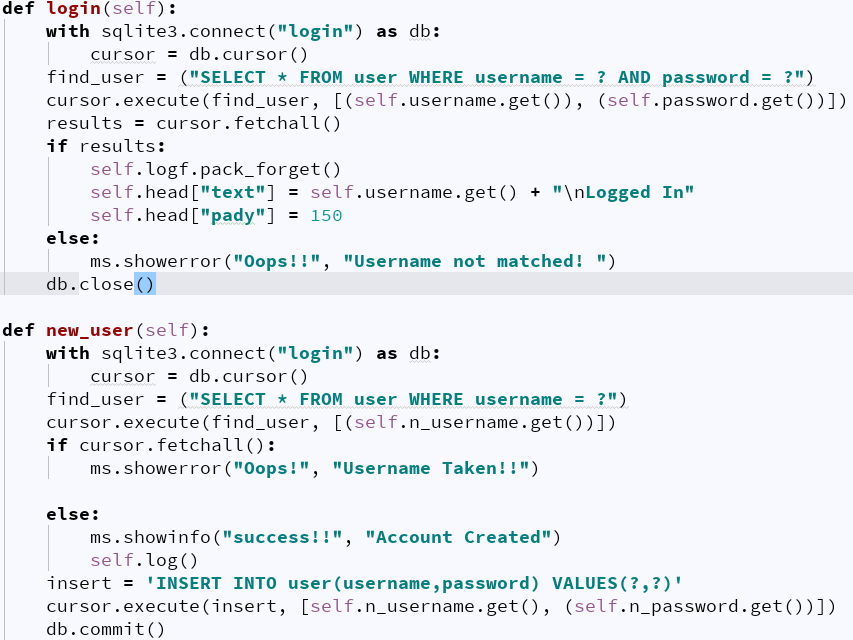 def login(self):
    with sqlite3.connect("login") as db:
        cursor = db.cursor()
    find_user = ("SELECT * FROM user WHERE username = ? AND password = ?")
    cursor.execute(find_user, [(self.username.get()), (self.password.get())])
    results = cursor.fetchall()
    if results:
        self.logf.pack_forget()
        self.head["text"] = self.username.get() + "\nLogged In"
        self.head["pady"] = 150
    else:
        ms.showerror("Oops!!", "Username not matched! ")
    db.close()

def new_user(self):
    with sqlite3.connect("login") as db:
        cursor = db.cursor()
    find_user = ("SELECT * FROM user WHERE username = ?")
    cursor.execute(find_user, [(self.n_username.get())])
    if cursor.fetchall():
        ms.showerror("Oops!", "Username Taken!!")

    else:
        ms.showinfo("success!!", "Account Created")
        self.log()
    insert = 'INSERT INTO user(username,password) VALUES(?,?)'
    cursor.execute(insert, [self.n_username.get(), (self.n_password.get())])
    db.commit()